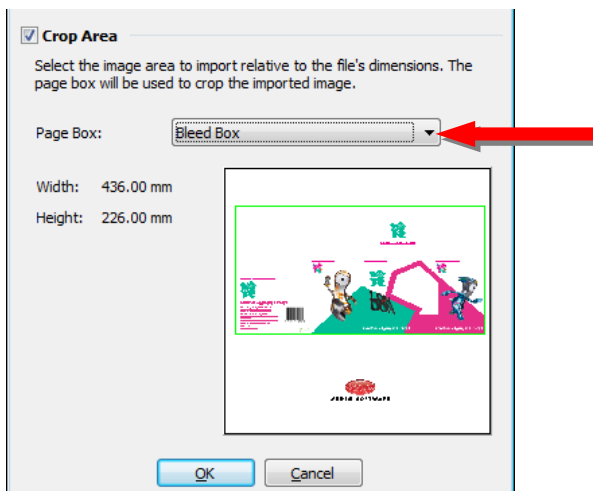 Crop Area
Select the image area to import relative to the file's dimensions. The
page box will be used to crop the imported image.
Page Box: Bleed Box
Width: 436.00 mm
Height: 226.00 mm
OK Cancel